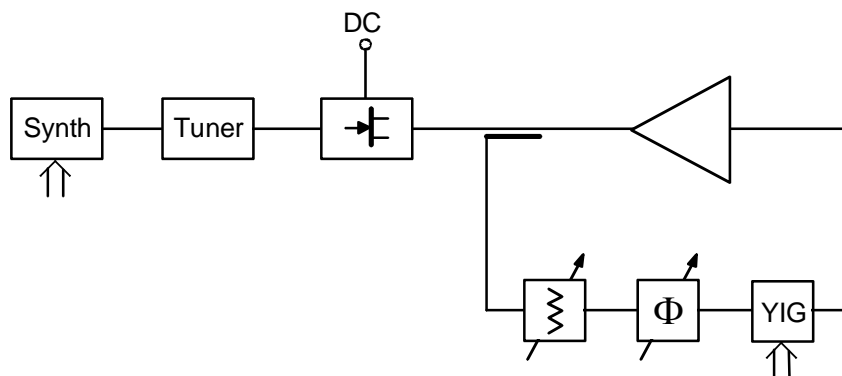 DC
Synth
Tuner
Φ
YIG